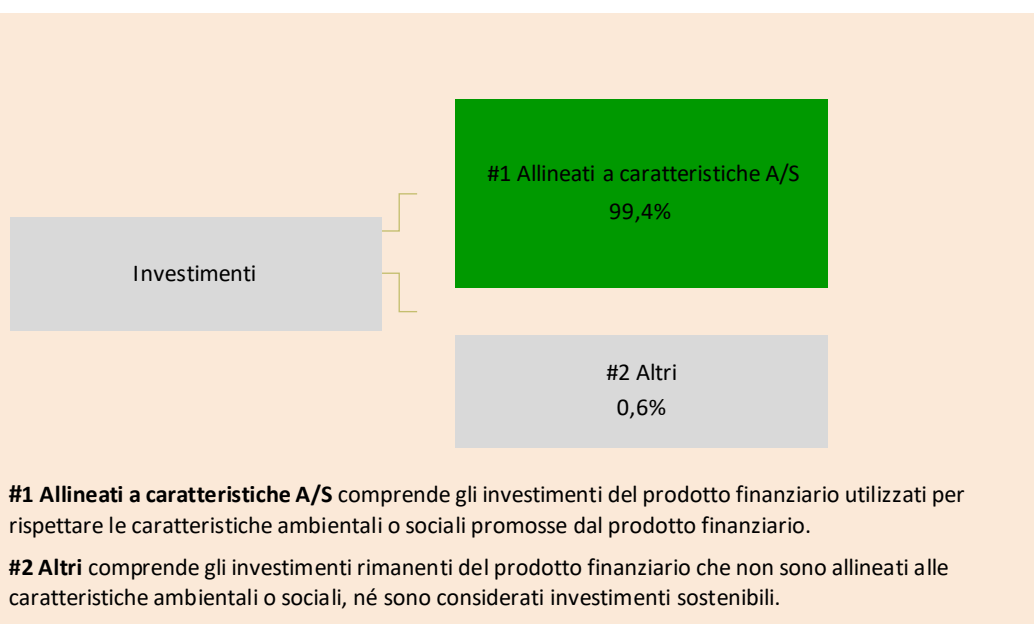 #1 Allineati a caratteristiche A/S
99,4%
Investimenti
#2 Altri
0,6%
#1 Allineati a caratteristiche A/S comprende gli investimenti del prodotto finanziario utilizzati per
rispettare le caratteristiche ambientali o sociali promosse dal prodotto finanziario.
#2 Altri comprende gli investimenti rimanenti del prodotto finanziario che non sono allineati alle
caratteristiche ambientali o sociali, né sono considerati investimenti sostenibili.